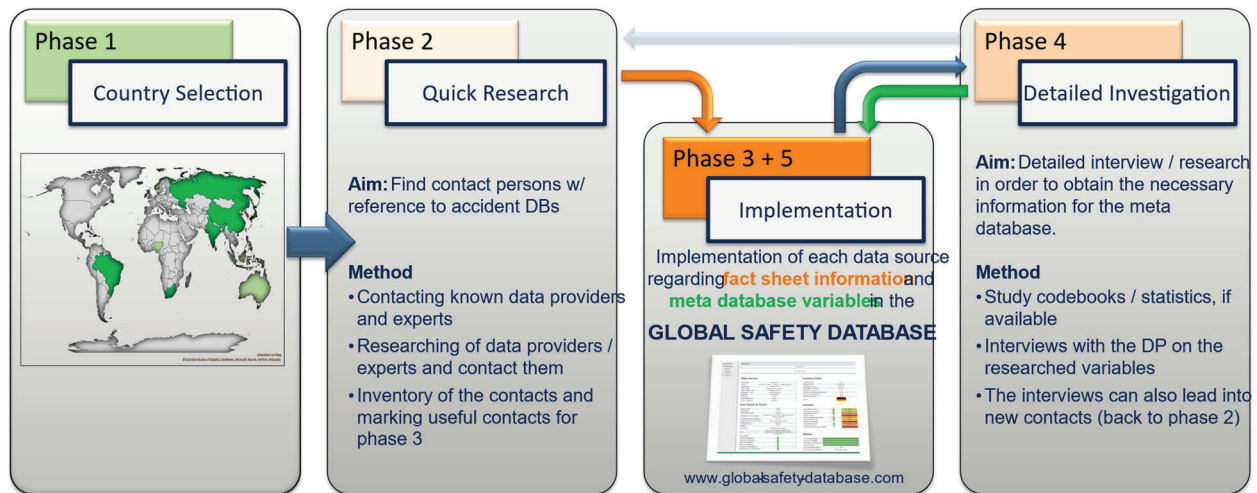 Phase 1
Country Selection
Phase 2
Quick Research
Aim: Find contact persons w/
reference to accident DBs
Method
• Contacting known data providers
and experts
• Researching of data providers /
experts and contact them
• Inventory of the contacts and
marking useful contacts for
phase 3
Phase 3 + 5
Implementation
Implementation of each data source
regarding fact sheet information and
meta database variables in the
GLOBAL SAFETY DATABASE
www.global-safety-database.com
Phase 4
Detailed Investigation
Aim: Detailed interview / research
in order to obtain the necessary
information for the meta
database.
Method
• Study codebooks / statistics, if
available
• Interviews with the DP on the
researched variables
• The interviews can also lead into
new contacts (back to phase 2)